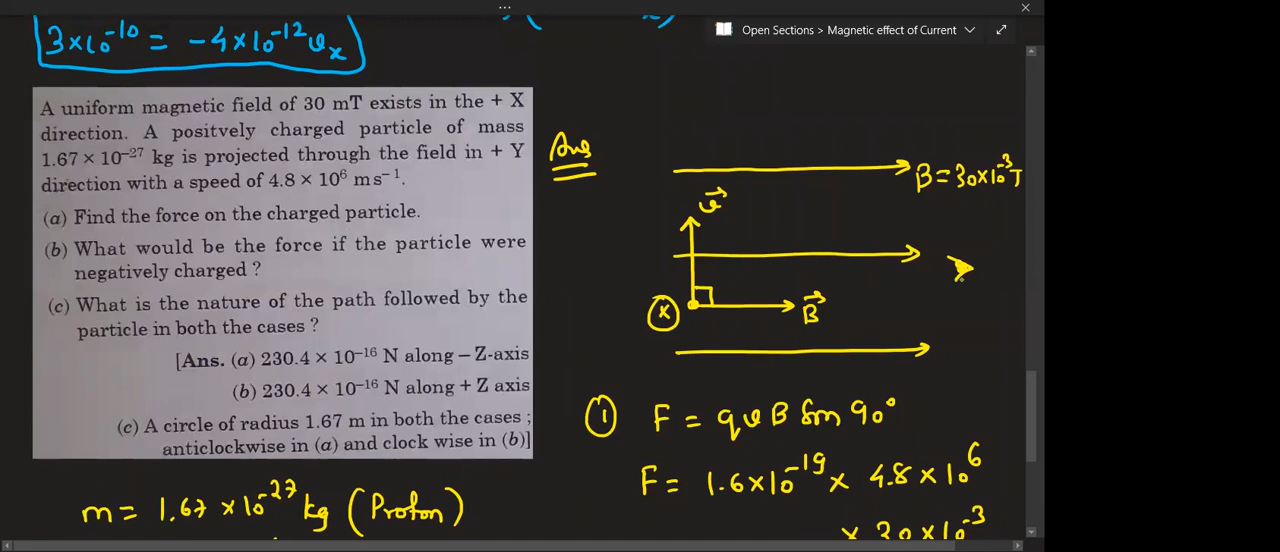 3×10⁻¹⁰ = -4×10⁻¹² υₓ
Open Sections > Magnetic effect of Current
A uniform magnetic field of 30 mT exists in the + X
direction. A positvely charged particle of mass
1.67 × 10⁻²⁷ kg is projected through the field in + Y
direction with a speed of 4.8 × 10⁶ ms⁻¹.
(a) Find the force on the charged particle.
(b) What would be the force if the particle were
negatively charged ?
(c) What is the nature of the path followed by the
particle in both the cases ?
[Ans. (a) 230.4 × 10⁻¹⁶ N along – Z-axis
(b) 230.4 × 10⁻¹⁶ N along + Z axis
(c) A circle of radius 1.67 m in both the cases ;
anticlockwise in (a) and clock wise in (b)]
m = 1.67 × 10⁻²⁷ kg (Proton)
Ans
B = 30×10⁻³ T
υ⃗
×
B⃗
① F = qυB Sin 90°
F = 1.6×10⁻¹⁹ × 4.8×10⁶
× 30×10⁻³